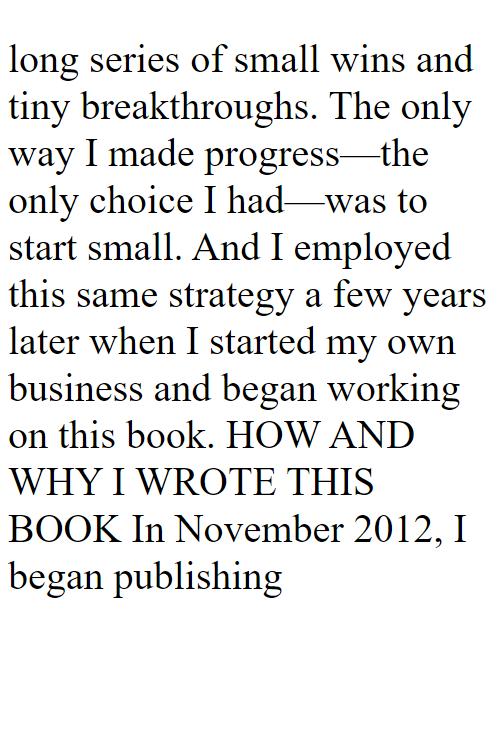 long series of small wins and
tiny breakthroughs. The only
way I made progress—the
only choice I had—was to
start small. And I employed
this same strategy a few years
later when I started my own
business and began working
on this book. HOW AND
WHY I WROTE THIS
BOOK In November 2012, I
began publishing